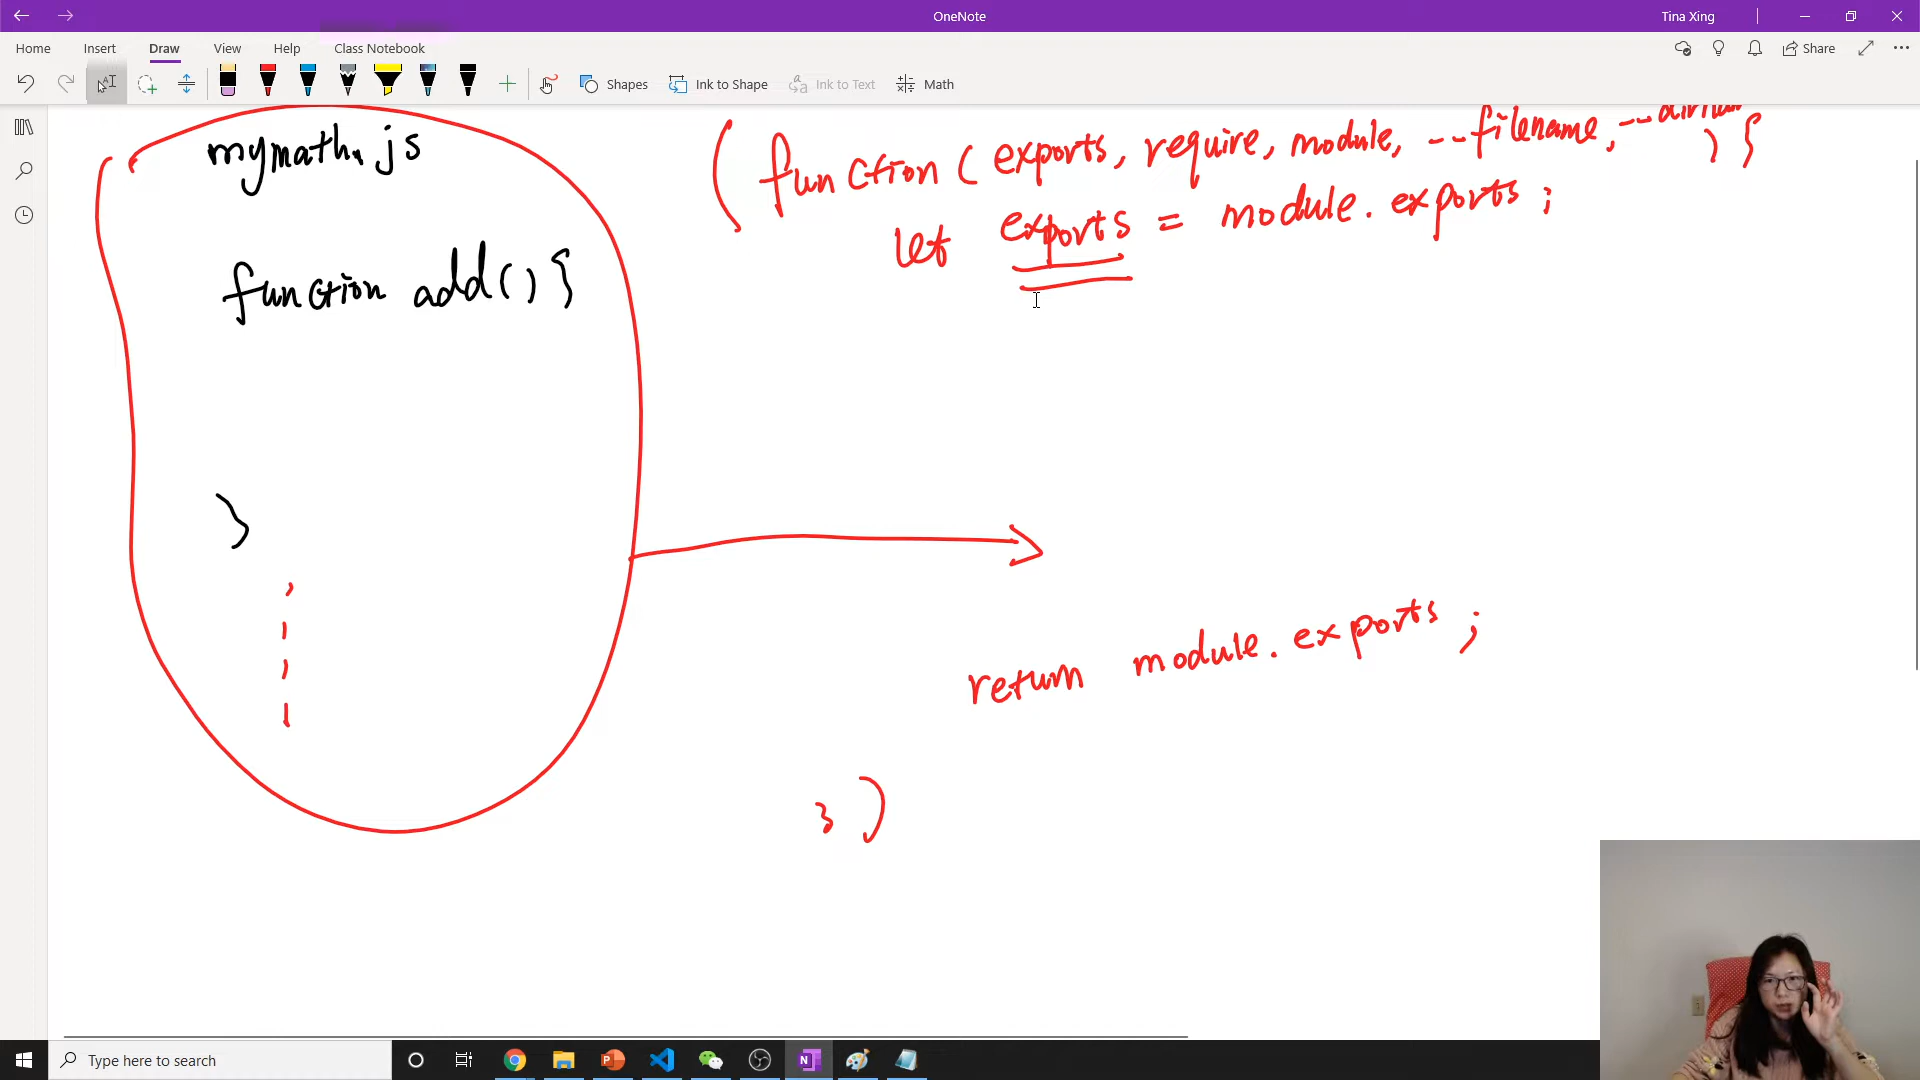 OneNote
Tina Xing
Home Insert Draw View Help Class Notebook
Share
Shapes Ink to Shape Ink to Text Math
mymath.js
function add(){
}
(function(exports, require, module, --filename,
){
let exports = module.exports;
return module.exports;
})
Type here to search